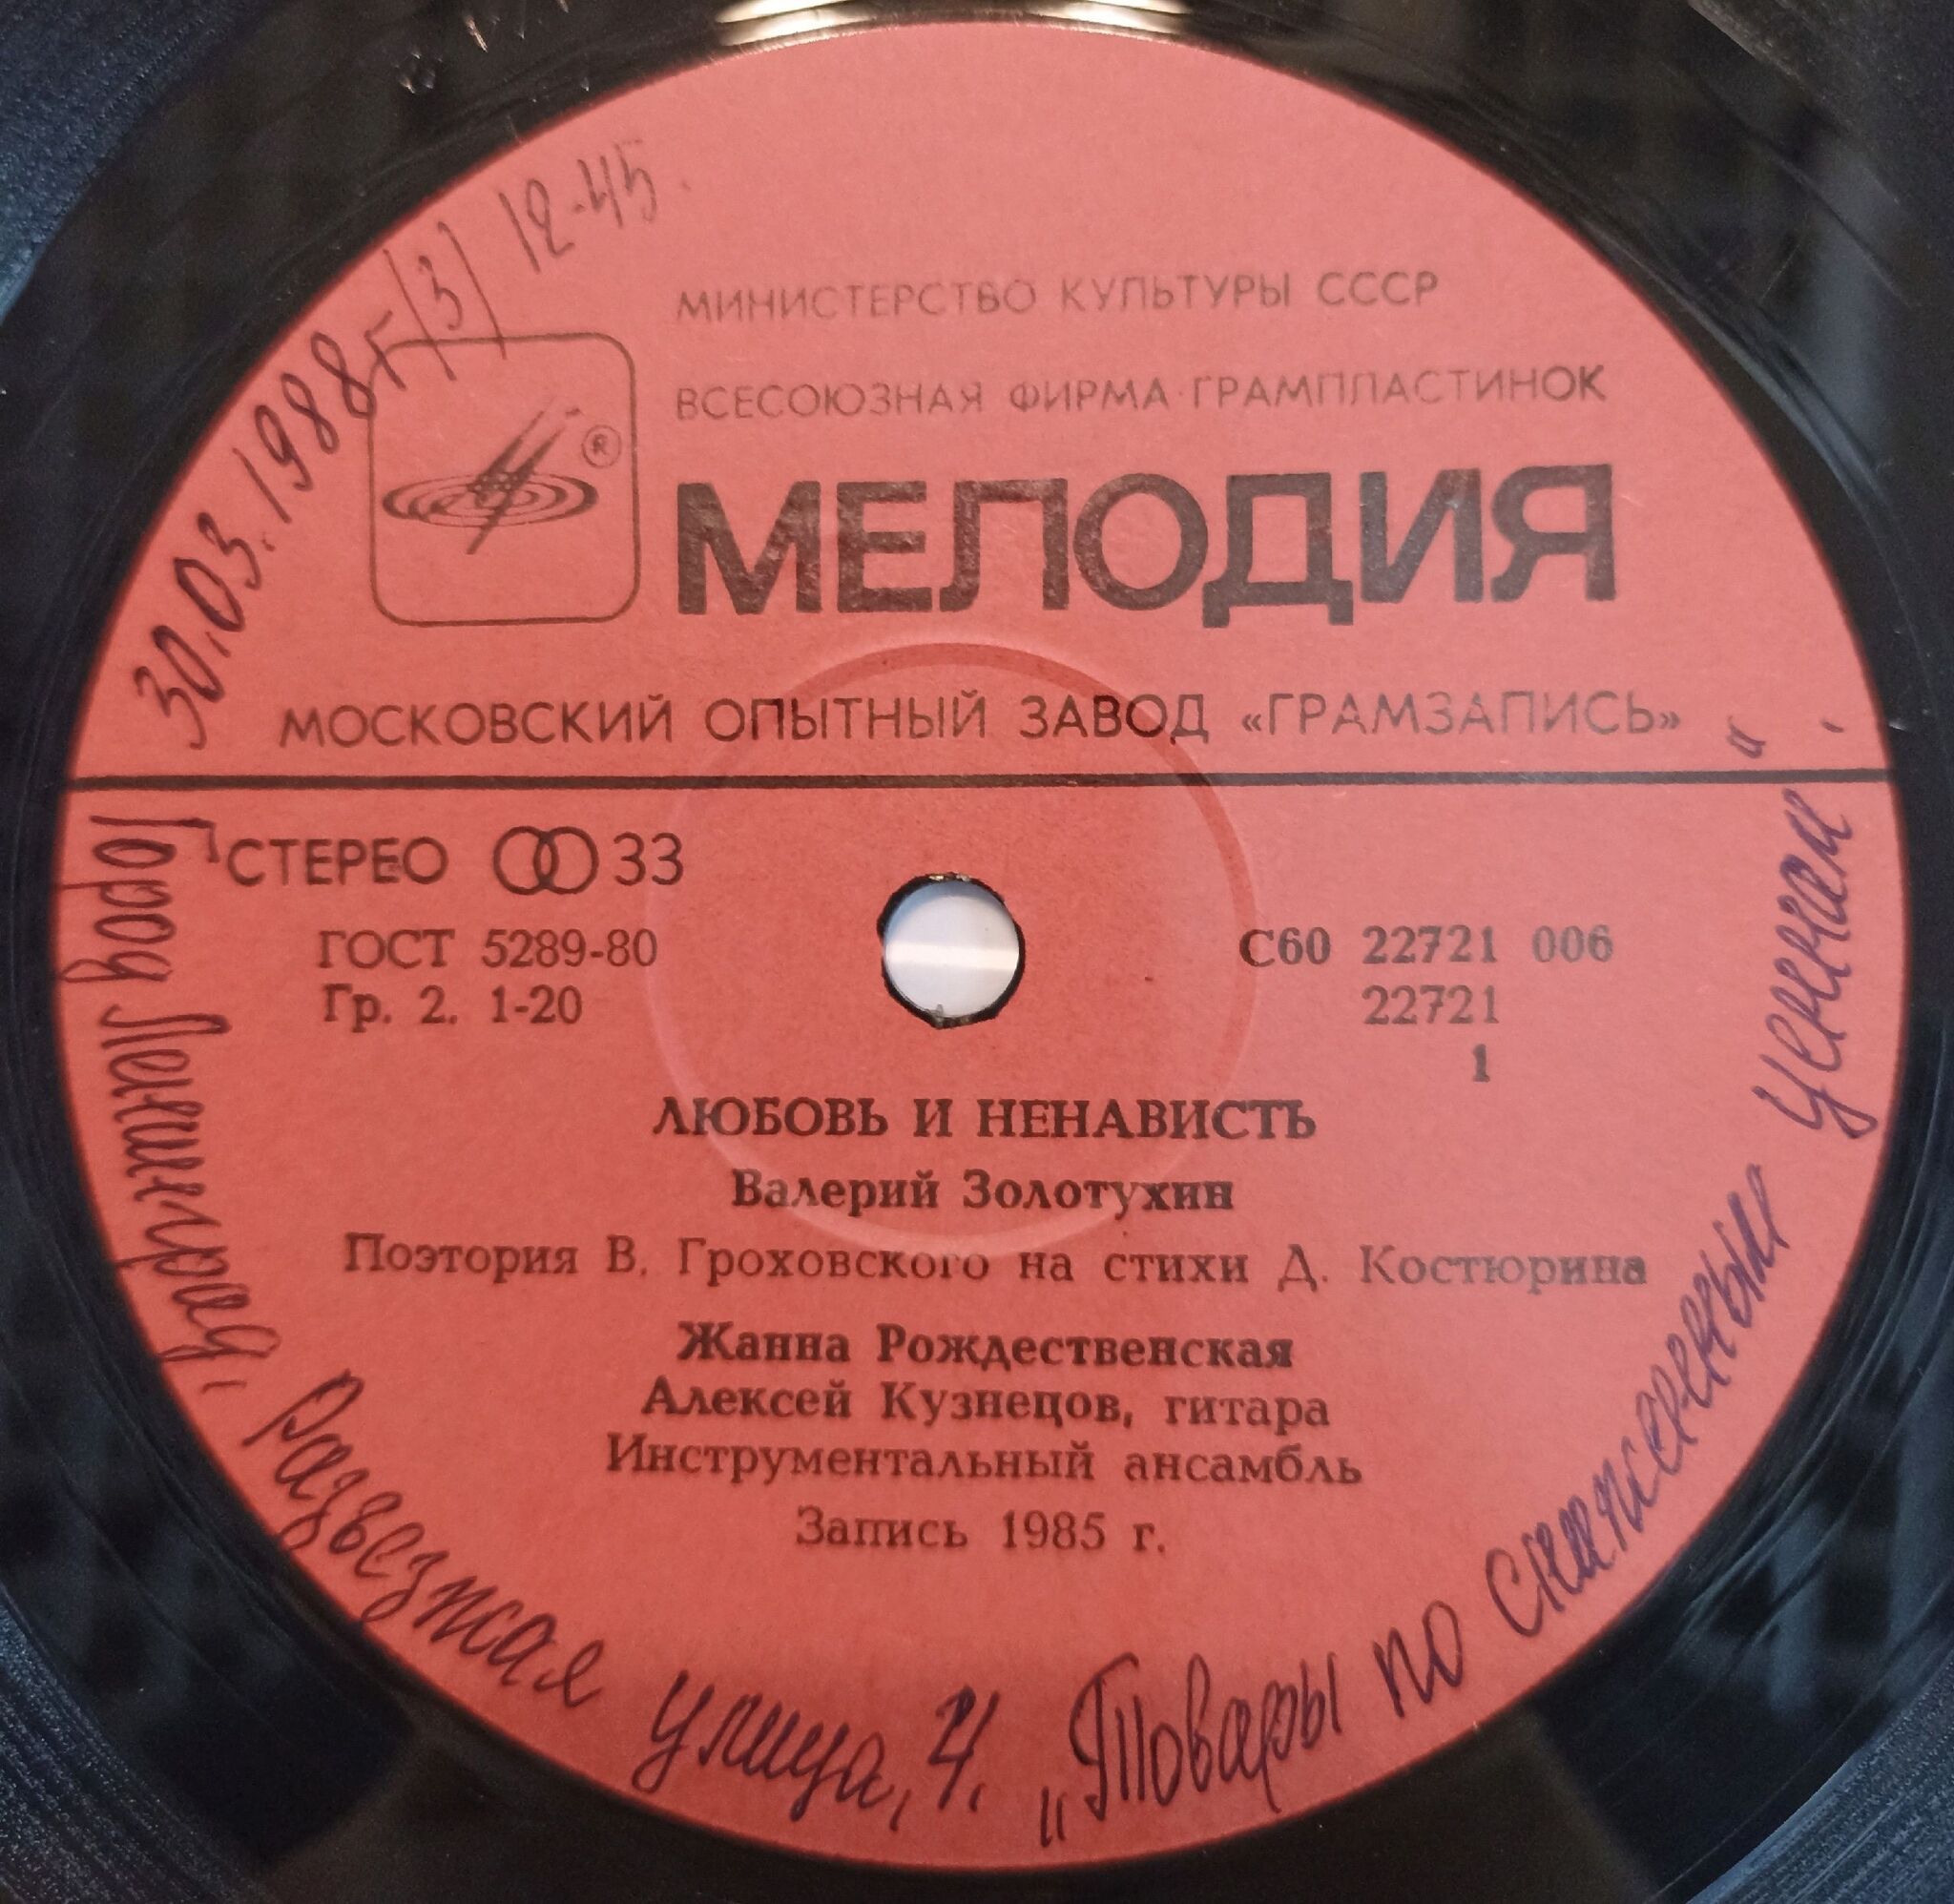 30.03.1988г /3/ 12-45.
МИНИСТЕРСТВО КУЛЬТУРЫ СССР
ВСЕСОЮЗНАЯ ФИРМА ГРАМПЛАСТИНОК
®
МЕЛОДИЯ
МОСКОВСКИЙ ОПЫТНЫЙ ЗАВОД «ГРАМЗАПИСЬ»
СТЕРЕО 33
ГОСТ 5289-80
Гр. 2. 1-20
С60 22721 006
22721
1
ЛЮБОВЬ И НЕНАВИСТЬ
Валерий Золотухин
Поэтория В. Гроховского на стихи Д. Костюрина
Жанна Рождественская
Алексей Кузнецов, гитара
Инструментальный ансамбль
Запись 1985 г.
Город Ленинград, Разъезжая улица, 4. „Товары по сниженным ценам“.